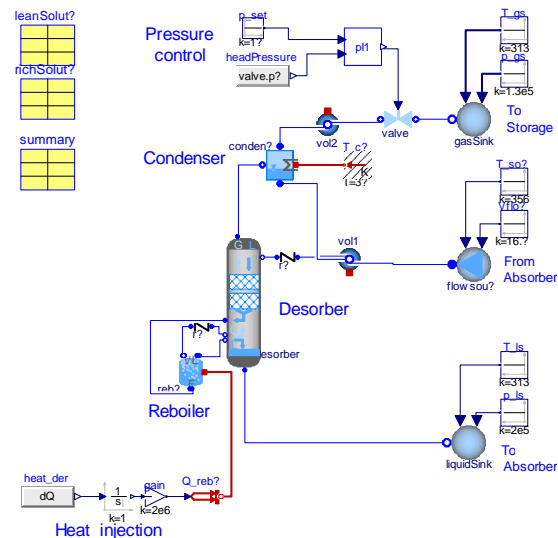 leanSolut?
richSolut?
summary
Pressure
control
p_set
k=1?
headPressure
valve.p?
pI1
valve
vol2
T_gs
k=313
p_gs
k=1.3e5
gasSink
To
Storage
Condenser
conden?
T_c?
K
T=3?
T_so?
k=356
Vflo?
k=16.?
flow sou?
From
Absorber
vol1
G L
r?
Desorber
esorber
r?
VL
F
reb?
Reboiler
T_ls
k=313
p_ls
k=2e5
liquidSink
To
Absorber
heat_der
dQ
1
s
k=1
gain
k=2e6
Q_reb?
Heat injection